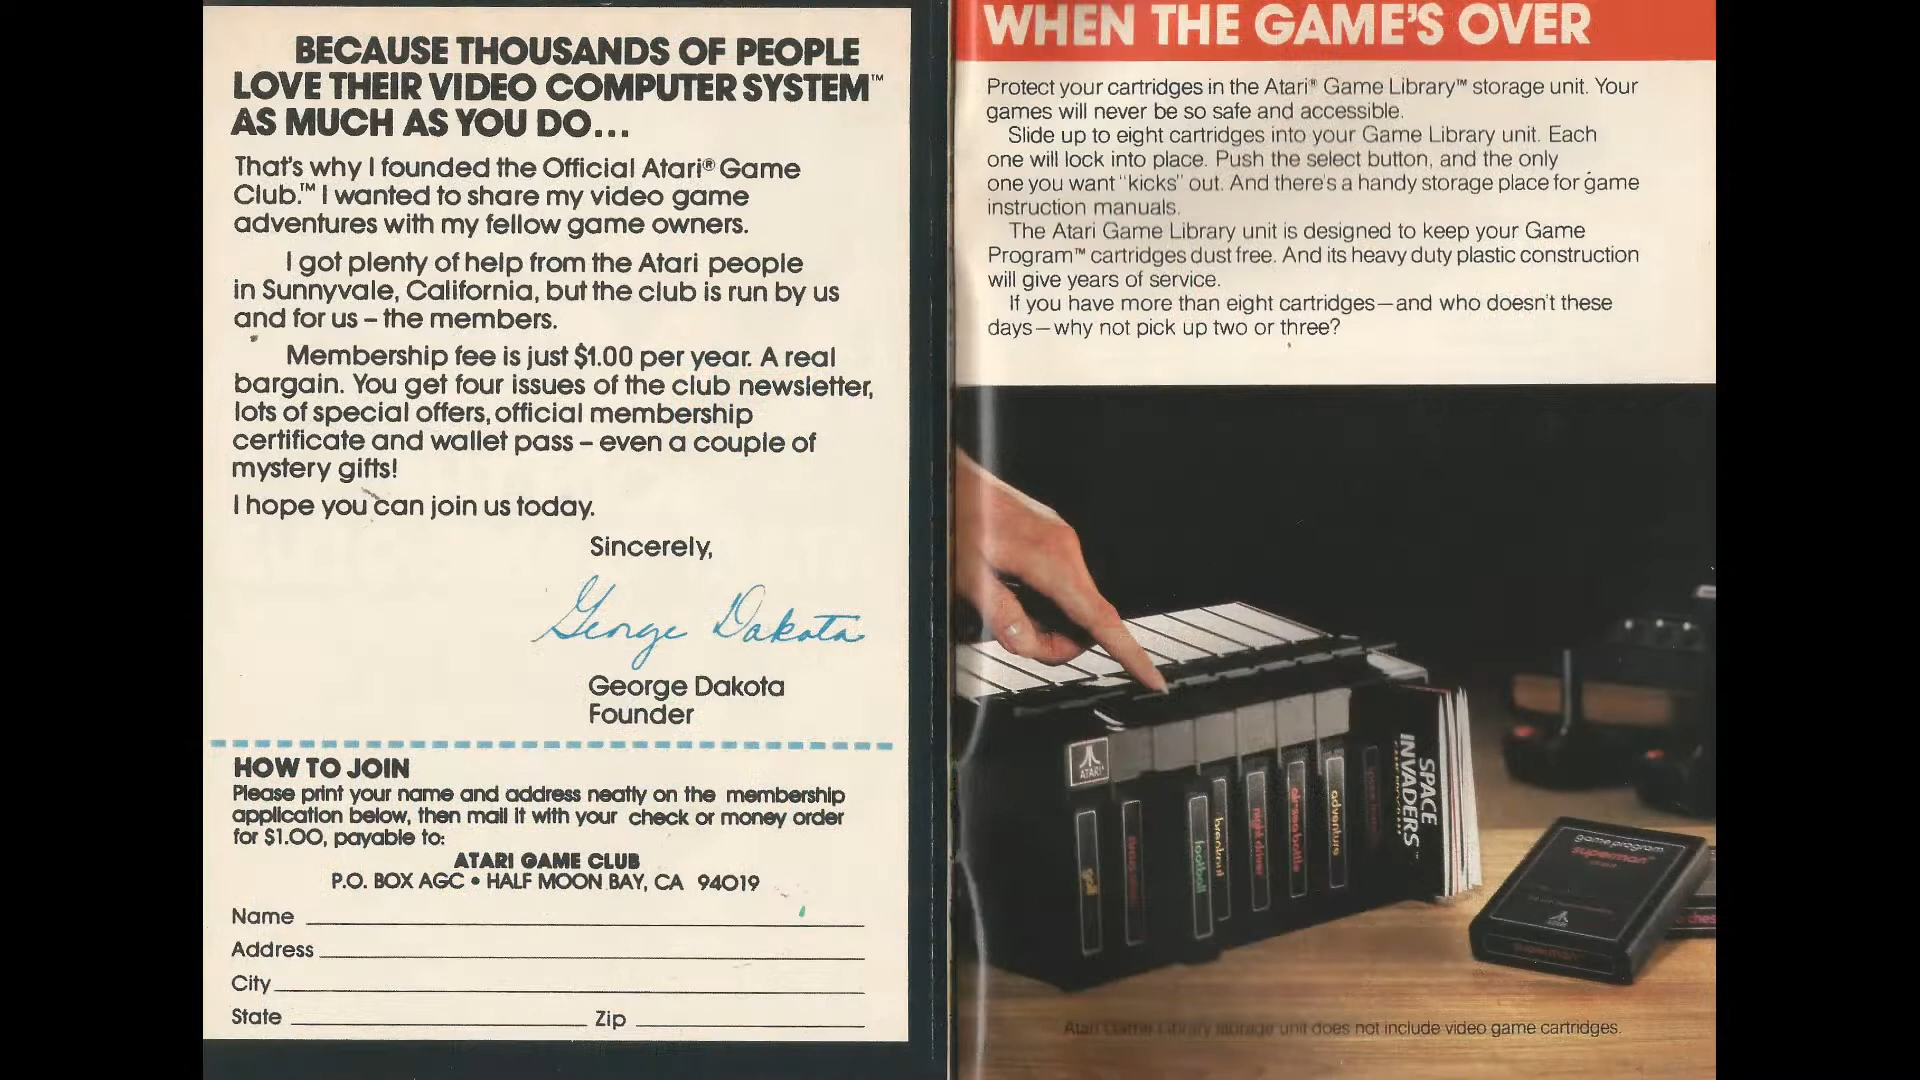 BECAUSE THOUSANDS OF PEOPLE
LOVE THEIR VIDEO COMPUTER SYSTEM™
AS MUCH AS YOU DO...
That's why I founded the Official Atari® Game
Club.™ I wanted to share my video game
adventures with my fellow game owners.
I got plenty of help from the Atari people
in Sunnyvale, California, but the club is run by us
and for us – the members.
Membership fee is just $1.00 per year. A real
bargain. You get four issues of the club newsletter,
lots of special offers, official membership
certificate and wallet pass – even a couple of
mystery gifts!
I hope you can join us today.
Sincerely,
George Dakota
George Dakota
Founder
HOW TO JOIN
Please print your name and address neatly on the membership
application below, then mail it with your check or money order
for $1.00, payable to:
ATARI GAME CLUB
P.O. BOX AGC • HALF MOON BAY, CA 94019
Name
Address
City
State Zip
WHEN THE GAME'S OVER
Protect your cartridges in the Atari® Game Library™ storage unit. Your
games will never be so safe and accessible.
Slide up to eight cartridges into your Game Library unit. Each
one will lock into place. Push the select button, and the only
one you want "kicks" out. And there's a handy storage place for game
instruction manuals.
The Atari Game Library unit is designed to keep your Game
Program™ cartridges dust free. And its heavy duty plastic construction
will give years of service.
If you have more than eight cartridges—and who doesn't these
days—why not pick up two or three?
ATARI®
golf
football
breakout
night driver
circus battle
adventure
SPACE
INVADERS™
game program
superman™
ATARI
superman™
Atari Game Library storage unit does not include video game cartridges.